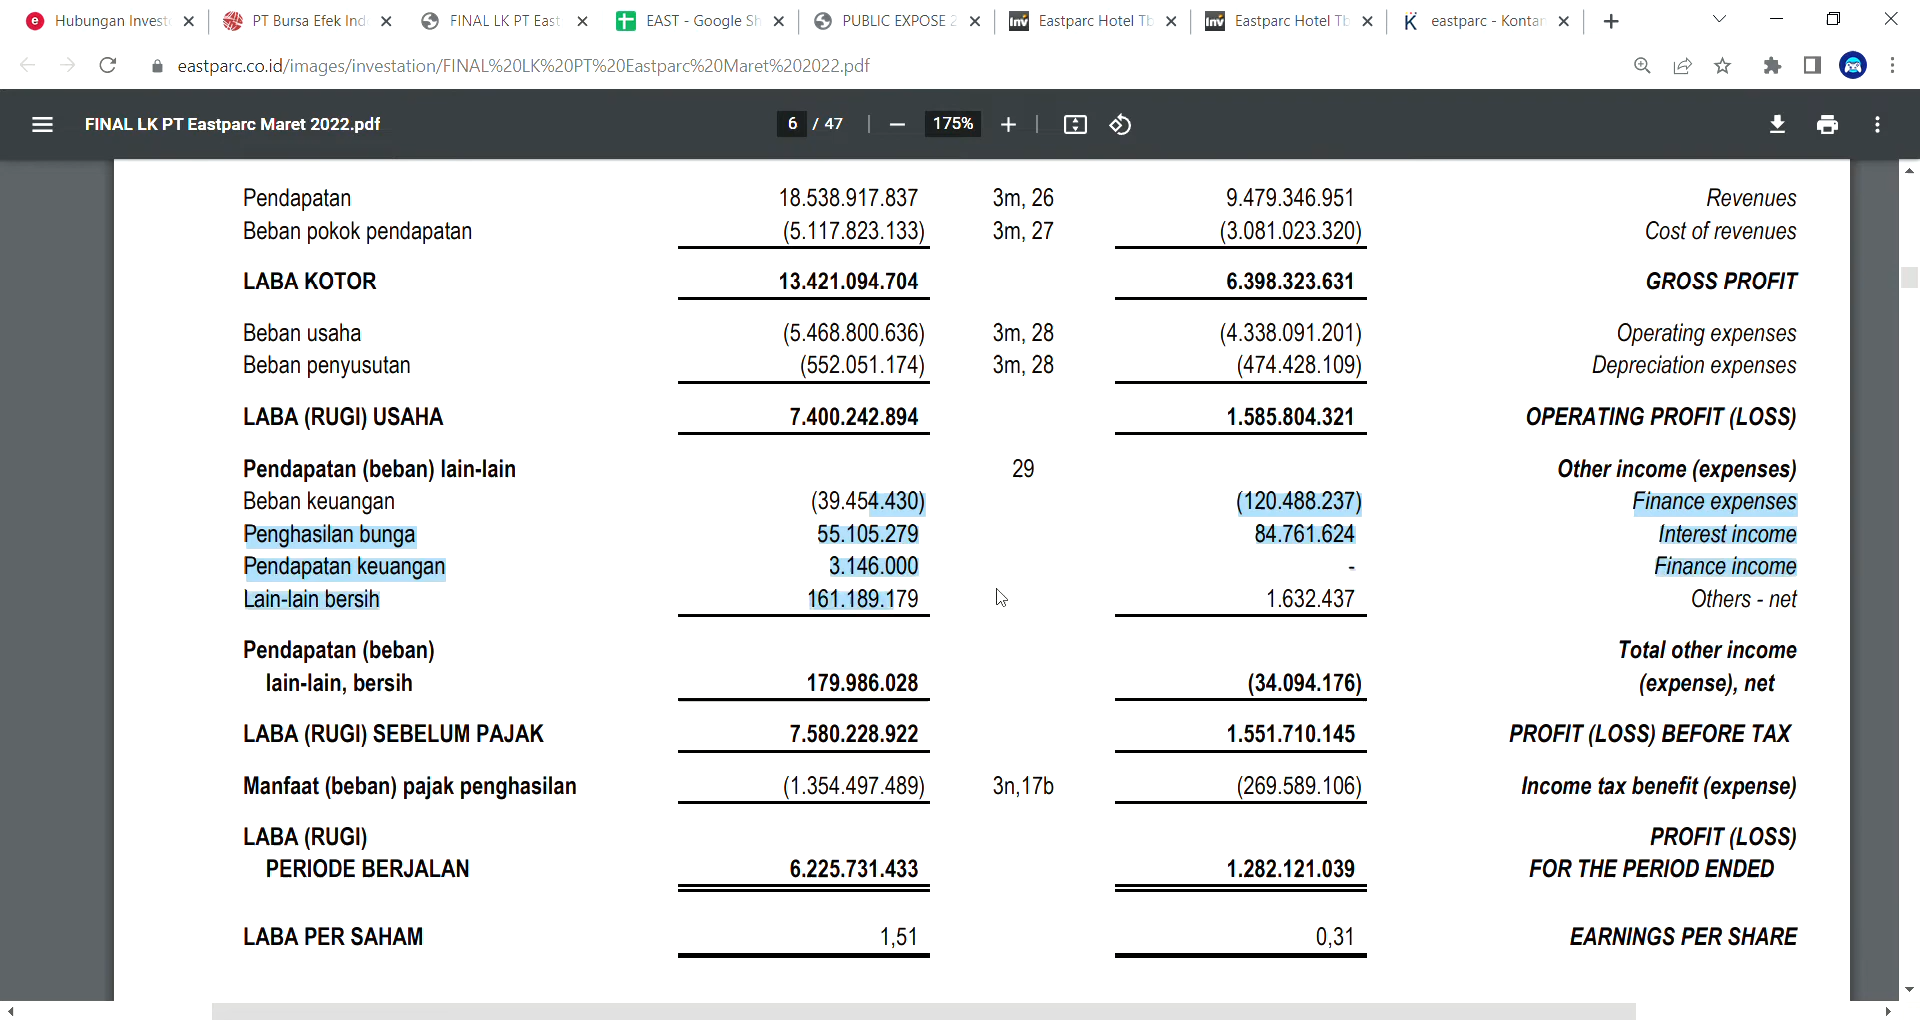 Hubungan Invest
PT Bursa Efek Ind
FINAL LK PT East
EAST - Google Sh
PUBLIC EXPOSE 2
Eastparc Hotel Tb
Eastparc Hotel Tb
eastparc - Kontan
eastparc.co.id/images/investation/FINAL%20LK%20PT%20Eastparc%20Maret%202022.pdf
FINAL LK PT Eastparc Maret 2022.pdf 6 / 47 175%
Pendapatan 18.538.917.837 3m, 26 9.479.346.951 Revenues
Beban pokok pendapatan (5.117.823.133) 3m, 27 (3.081.023.320) Cost of revenues
LABA KOTOR 13.421.094.704 6.398.323.631 GROSS PROFIT
Beban usaha (5.468.800.636) 3m, 28 (4.338.091.201) Operating expenses
Beban penyusutan (552.051.174) 3m, 28 (474.428.109) Depreciation expenses
LABA (RUGI) USAHA 7.400.242.894 1.585.804.321 OPERATING PROFIT (LOSS)
Pendapatan (beban) lain-lain 29 Other income (expenses)
Beban keuangan (39.454.430) (120.488.237) Finance expenses
Penghasilan bunga 55.105.279 84.761.624 Interest income
Pendapatan keuangan 3.146.000 - Finance income
Lain-lain bersih 161.189.179 1.632.437 Others - net
Pendapatan (beban) Total other income
lain-lain, bersih 179.986.028 (34.094.176) (expense), net
LABA (RUGI) SEBELUM PAJAK 7.580.228.922 1.551.710.145 PROFIT (LOSS) BEFORE TAX
Manfaat (beban) pajak penghasilan (1.354.497.489) 3n,17b (269.589.106) Income tax benefit (expense)
LABA (RUGI) PROFIT (LOSS)
PERIODE BERJALAN 6.225.731.433 1.282.121.039 FOR THE PERIOD ENDED
LABA PER SAHAM 1,51 0,31 EARNINGS PER SHARE